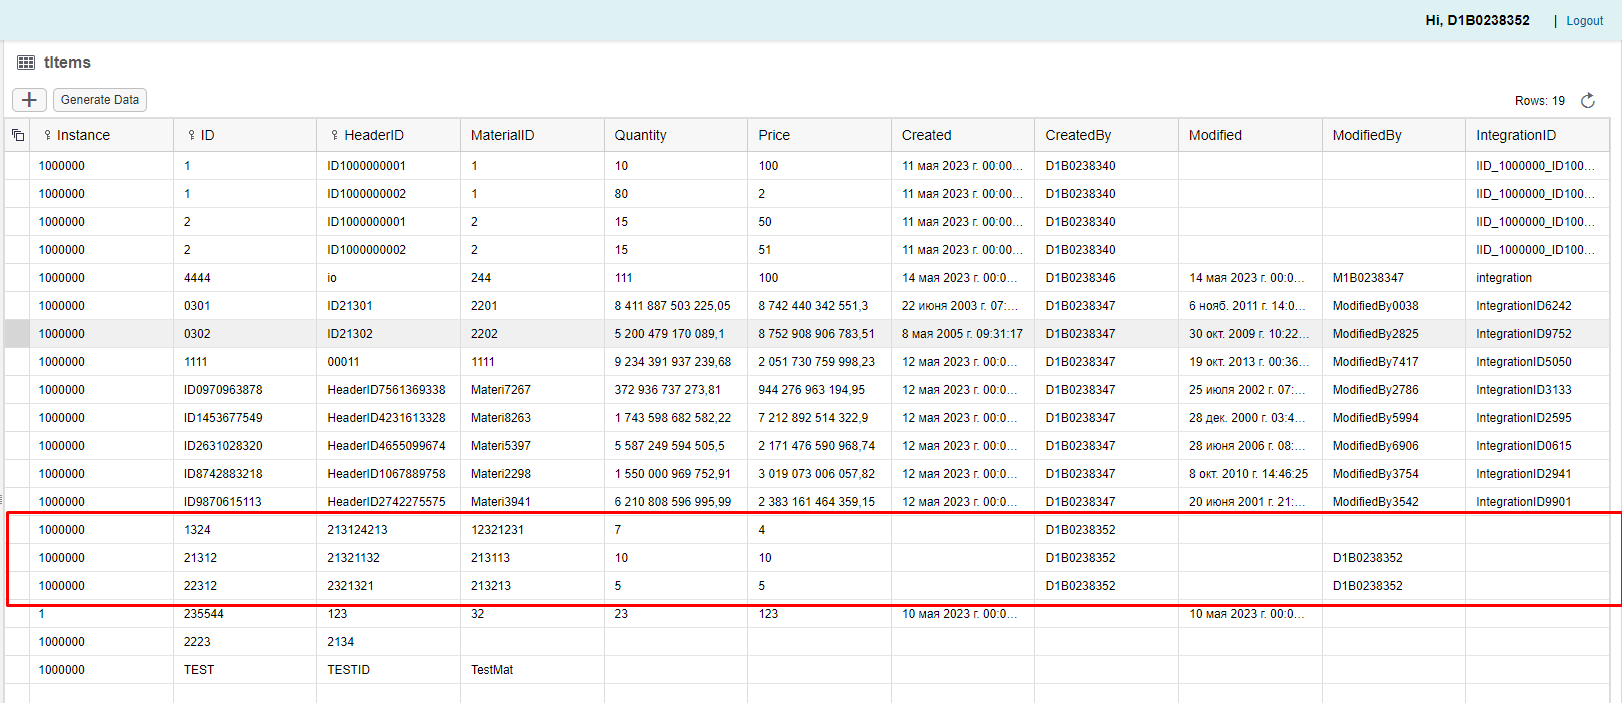 Hi, D1B0238352 | Logout
tItems
Generate Data
Rows: 19
Instance ID HeaderID MaterialID Quantity Price Created CreatedBy Modified ModifiedBy IntegrationID
1000000 1 ID1000000001 1 10 100 11 мая 2023 г. 00:00... D1B0238340 IID_1000000_ID100...
1000000 1 ID1000000002 1 80 2 11 мая 2023 г. 00:00... D1B0238340 IID_1000000_ID100...
1000000 2 ID1000000001 2 15 50 11 мая 2023 г. 00:00... D1B0238340 IID_1000000_ID100...
1000000 2 ID1000000002 2 15 51 11 мая 2023 г. 00:00... D1B0238340 IID_1000000_ID100...
1000000 4444 io 244 111 100 14 мая 2023 г. 00:0... D1B0238346 14 мая 2023 г. 00:0... M1B0238347 integration
1000000 0301 ID21301 2201 8 411 887 503 225,05 8 742 440 342 551,3 22 июня 2003 г. 07:... D1B0238347 6 нояб. 2011 г. 14:0... ModifiedBy0038 IntegrationID6242
1000000 0302 ID21302 2202 5 200 479 170 089,1 8 752 908 906 783,51 8 мая 2005 г. 09:31:17 D1B0238347 30 окт. 2009 г. 10:22... ModifiedBy2825 IntegrationID9752
1000000 1111 00011 1111 9 234 391 937 239,68 2 051 730 759 998,23 12 мая 2023 г. 00:0... D1B0238347 19 окт. 2013 г. 00:36... ModifiedBy7417 IntegrationID5050
1000000 ID0970963878 HeaderID7561369338 Materi7267 372 936 737 273,81 944 276 963 194,95 12 мая 2023 г. 00:0... D1B0238347 25 июля 2002 г. 07:... ModifiedBy2786 IntegrationID3133
1000000 ID1453677549 HeaderID4231613328 Materi8263 1 743 598 682 582,22 7 212 892 514 322,9 12 мая 2023 г. 00:0... D1B0238347 28 дек. 2000 г. 03:4... ModifiedBy5994 IntegrationID2595
1000000 ID2631028320 HeaderID4655099674 Materi5397 5 587 249 594 505,5 2 171 476 590 968,74 12 мая 2023 г. 00:0... D1B0238347 28 июня 2006 г. 08:... ModifiedBy6906 IntegrationID0615
1000000 ID8742883218 HeaderID1067889758 Materi2298 1 550 000 969 752,91 3 019 073 006 057,82 12 мая 2023 г. 00:0... D1B0238347 8 окт. 2010 г. 14:46:25 ModifiedBy3754 IntegrationID2941
1000000 ID9870615113 HeaderID2742275575 Materi3941 6 210 808 596 995,99 2 383 161 464 359,15 12 мая 2023 г. 00:0... D1B0238347 20 июня 2001 г. 21:... ModifiedBy3542 IntegrationID9901
1000000 1324 213124213 12321231 7 4 D1B0238352
1000000 21312 21321132 213113 10 10 D1B0238352 D1B0238352
1000000 22312 2321321 213213 5 5 D1B0238352 D1B0238352
1 235544 123 32 23 123 10 мая 2023 г. 00:0... 10 мая 2023 г. 00:0...
1000000 2223 2134
1000000 TEST TESTID TestMat